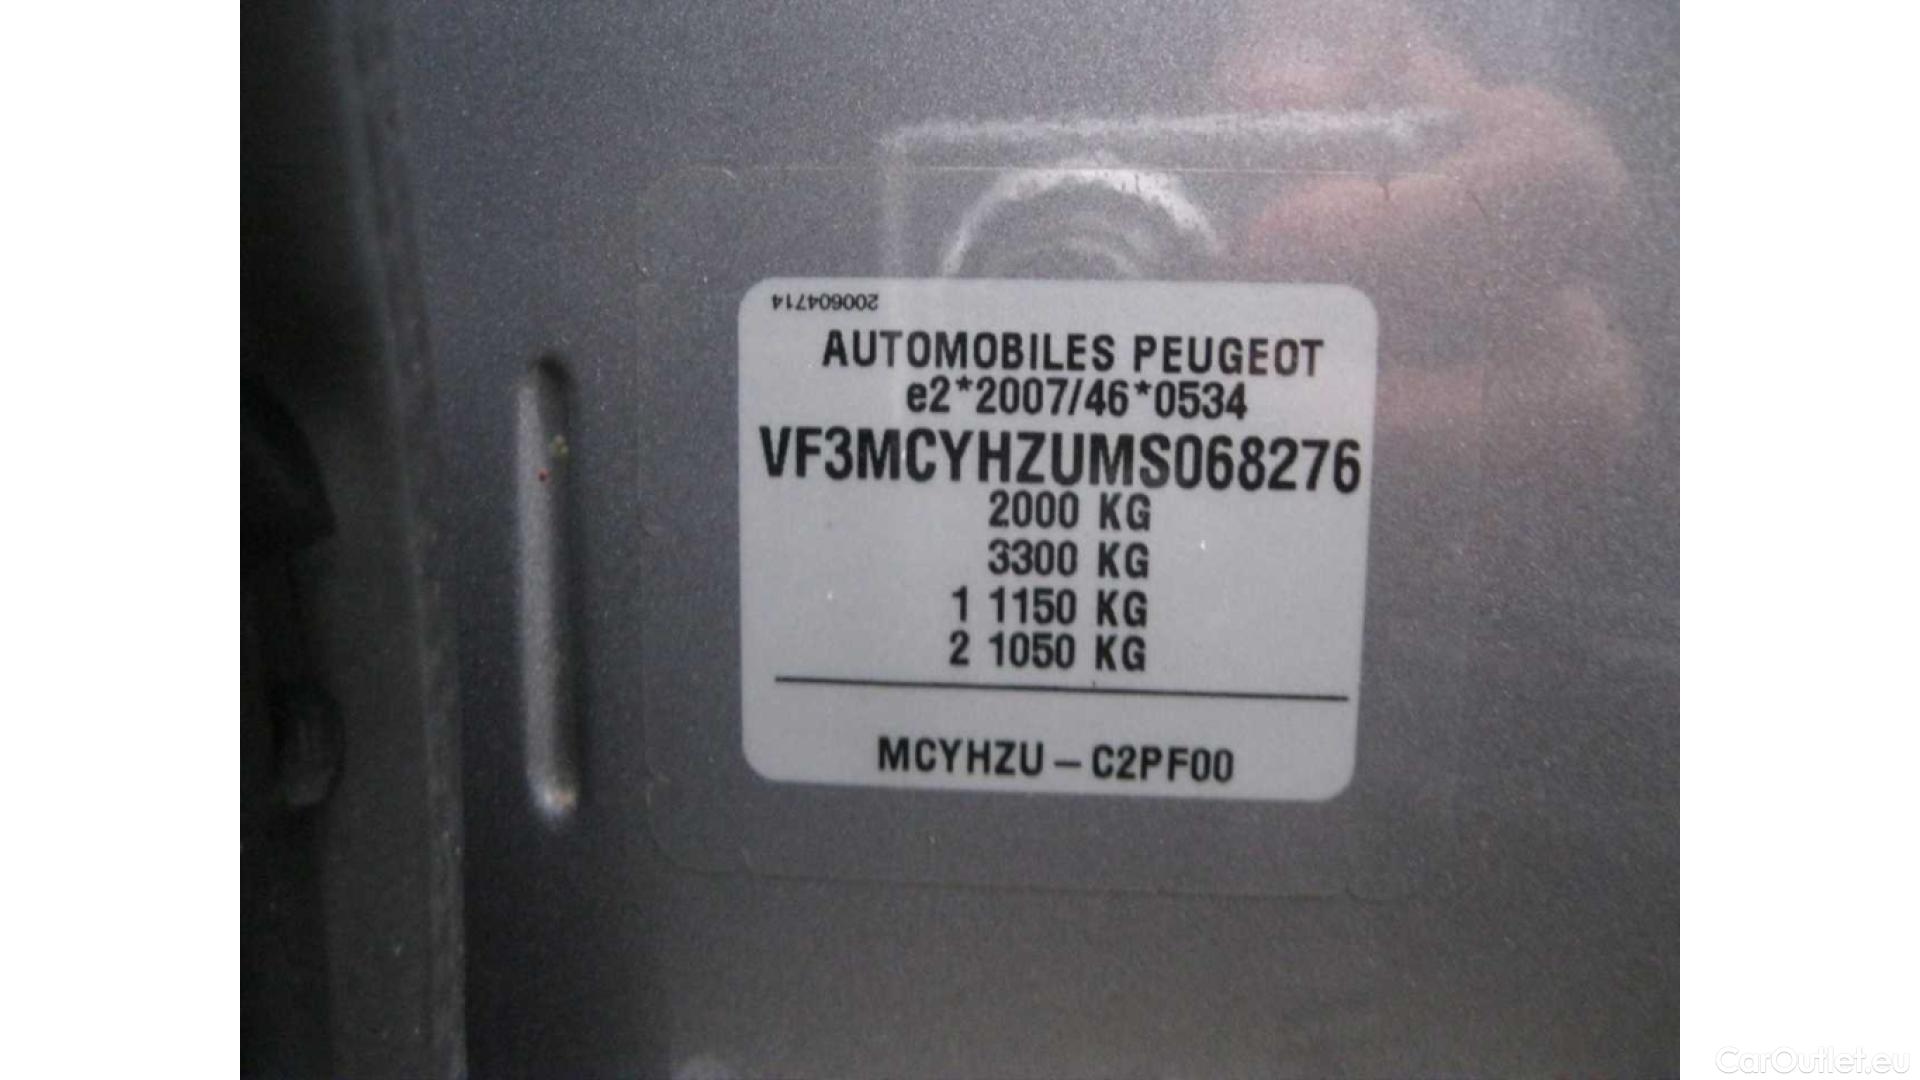 200604714
AUTOMOBILES PEUGEOT
e2*2007/46*0534
VF3MCYHZUMS068276
2000 KG
3300 KG
1 1150 KG
2 1050 KG
MCYHZU – C2PF00
CarOutlet.eu